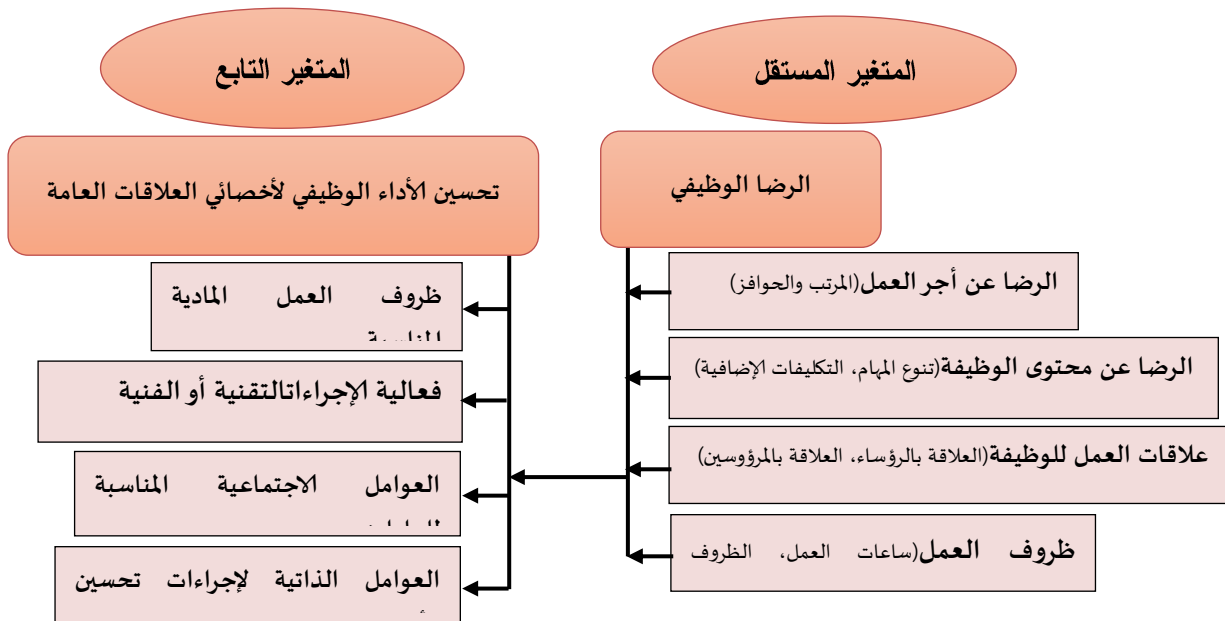 المتغير المستقل
المتغير التابع
الرضا الوظيفي
تحسين الأداء الوظيفي لأخصائي العلاقات العامة
الرضا عن أجر العمل(المرتب والحوافز)
الرضا عن محتوى الوظيفة(تنوع المهام، التكليفات الإضافية)
علاقات العمل للوظيفة(العلاقة بالرؤساء، العلاقة بالمرؤوسين)
ظروف العمل(ساعات العمل، الظروف
ظروف العمل المادية
فعالية الإجراءاتالتقنية أو الفنية
العوامل الاجتماعية المناسبة
العوامل الذاتية لإجراءات تحسين